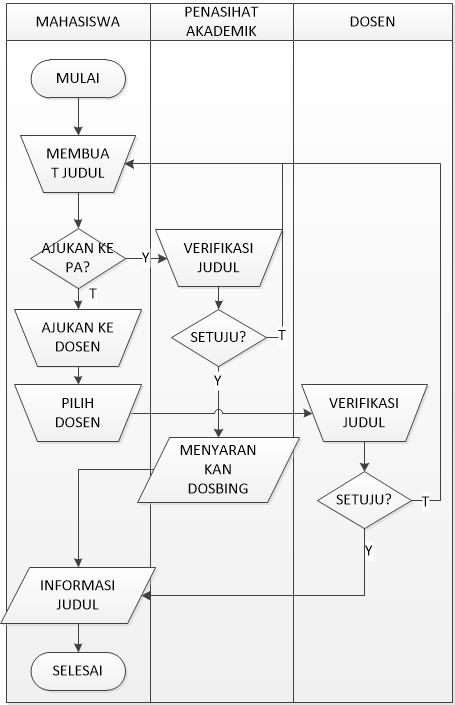 MAHASISWA
PENASIHAT
AKADEMIK
DOSEN
MULAI
MEMBUA
T JUDUL
AJUKAN KE
PA?
Y
VERIFIKASI
JUDUL
T
AJUKAN KE
DOSEN
SETUJU?
T
Y
PILIH
DOSEN
VERIFIKASI
JUDUL
MENYARAN
KAN
DOSBING
SETUJU?
T
Y
INFORMASI
JUDUL
SELESAI